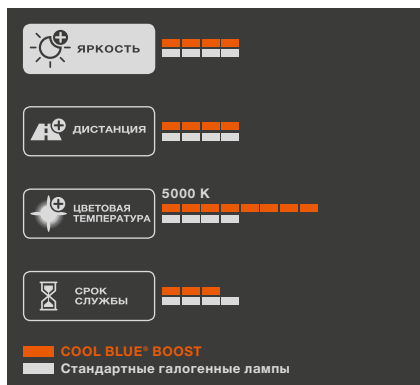 ЯРКОСТЬ
ДИСТАНЦИЯ
5000 K
ЦВЕТОВАЯ
ТЕМПЕРАТУРА
СРОК
СЛУЖБЫ
COOL BLUE® BOOST
Стандартные галогенные лампы